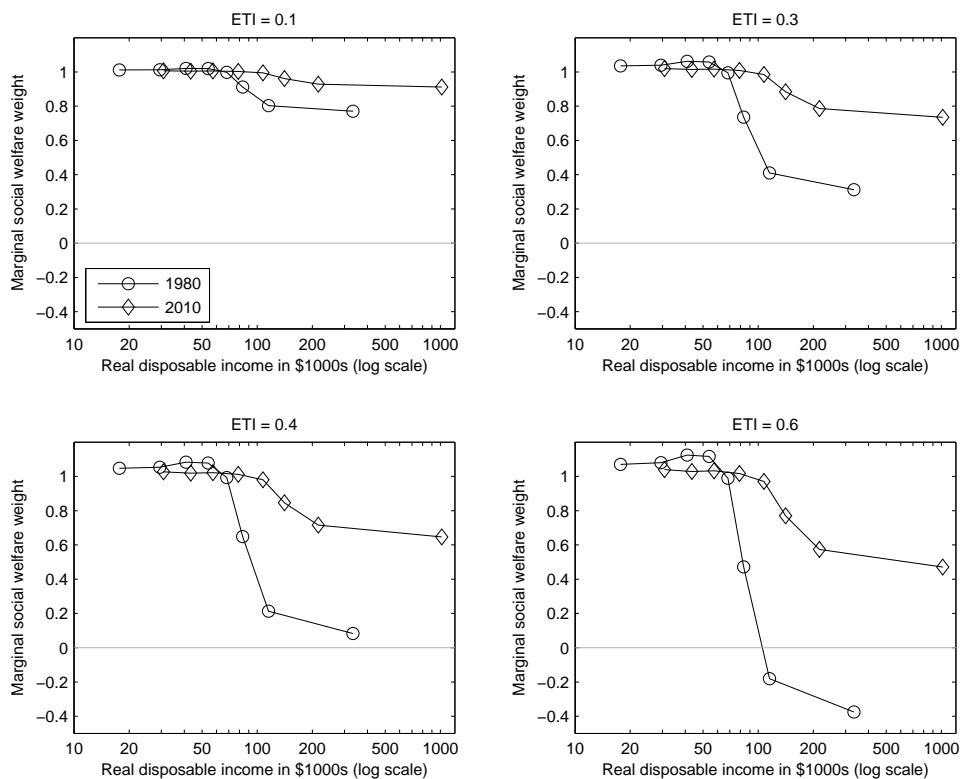 ETI = 0.1
Marginal social welfare weight
1
0.8
0.6
0.4
0.2
0
−0.2
−0.4
1980
2010
10 20 50 100 200 500 1000
Real disposable income in $1000s (log scale)
ETI = 0.3
Marginal social welfare weight
1
0.8
0.6
0.4
0.2
0
−0.2
−0.4
10 20 50 100 200 500 1000
Real disposable income in $1000s (log scale)
ETI = 0.4
Marginal social welfare weight
1
0.8
0.6
0.4
0.2
0
−0.2
−0.4
10 20 50 100 200 500 1000
Real disposable income in $1000s (log scale)
ETI = 0.6
Marginal social welfare weight
1
0.8
0.6
0.4
0.2
0
−0.2
−0.4
10 20 50 100 200 500 1000
Real disposable income in $1000s (log scale)